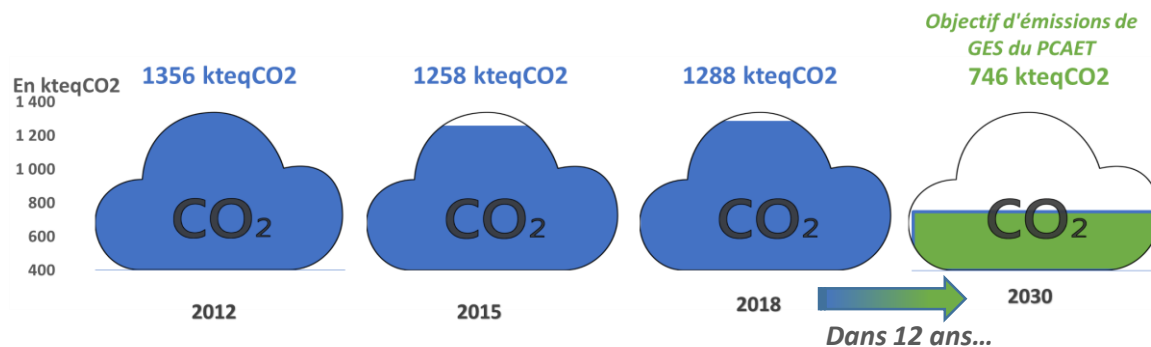 Objectif d'émissions de
GES du PCAET
En kteqCO2
1356 kteqCO2
1258 kteqCO2
1288 kteqCO2
746 kteqCO2
1 400
1 200
1 000
800
600
400
CO₂
CO₂
CO₂
CO₂
2012
2015
2018
2030
Dans 12 ans...